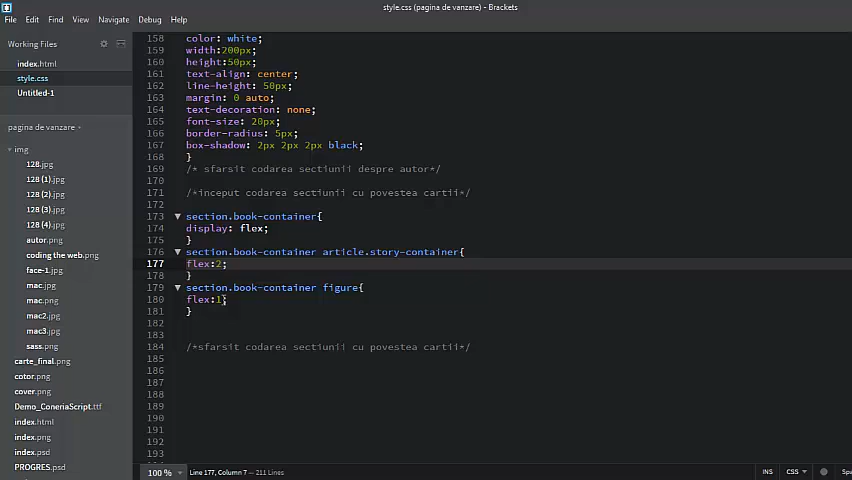 style.css (pagina de vanzare) - Brackets
File Edit Find View Navigate Debug Help
Working Files
index.html
style.css
Untitled-1
pagina de vanzare
img
128.jpg
128 (1).jpg
128 (2).jpg
128 (3).jpg
128 (4).jpg
autor.png
coding the web.png
face-1.jpg
mac.jpg
mac.png
mac2.jpg
mac3.jpg
sass.png
carte_final.png
cotor.png
cover.png
Demo_ConeriaScript.ttf
index.html
index.png
index.psd
PROGRES.psd
158 color: white;
159 width:200px;
160 height:50px;
161 text-align: center;
162 line-height: 50px;
163 margin: 0 auto;
164 text-decoration: none;
165 font-size: 20px;
166 border-radius: 5px;
167 box-shadow: 2px 2px 2px black;
168 }
169 /* sfarsit codarea sectiunii despre autor*/
170
171 /*inceput codarea sectiunii cu povestea cartii*/
172
173 section.book-container{
174 display: flex;
175 }
176 section.book-container article.story-container{
177 flex:2;
178 }
179 section.book-container figure{
180 flex:1;
181 }
182
183
184 /*sfarsit codarea sectiunii cu povestea cartii*/
185
186
187
188
189
190
191
192
193
100 % Line 177, Column 7 — 211 Lines INS CSS Spa